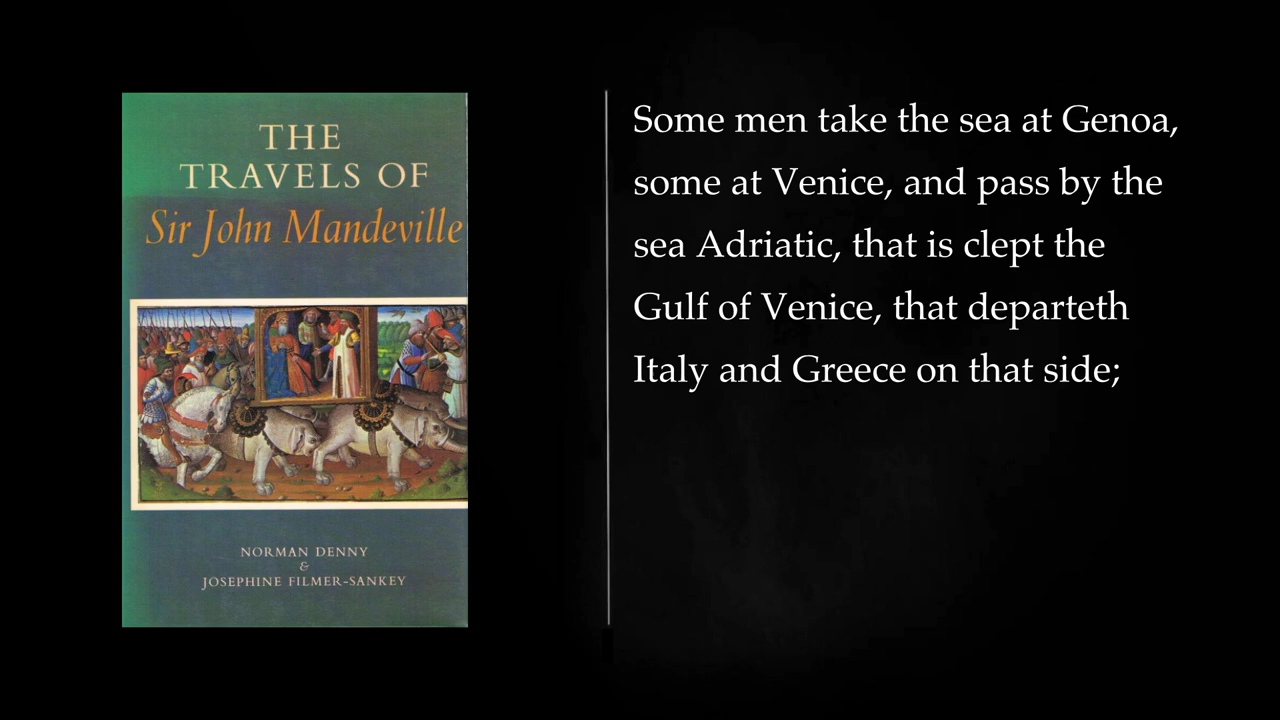 THE
TRAVELS OF
Sir John Mandeville
NORMAN DENNY
&
JOSEPHINE FILMER-SANKEY
Some men take the sea at Genoa,
some at Venice, and pass by the
sea Adriatic, that is clept the
Gulf of Venice, that departeth
Italy and Greece on that side;